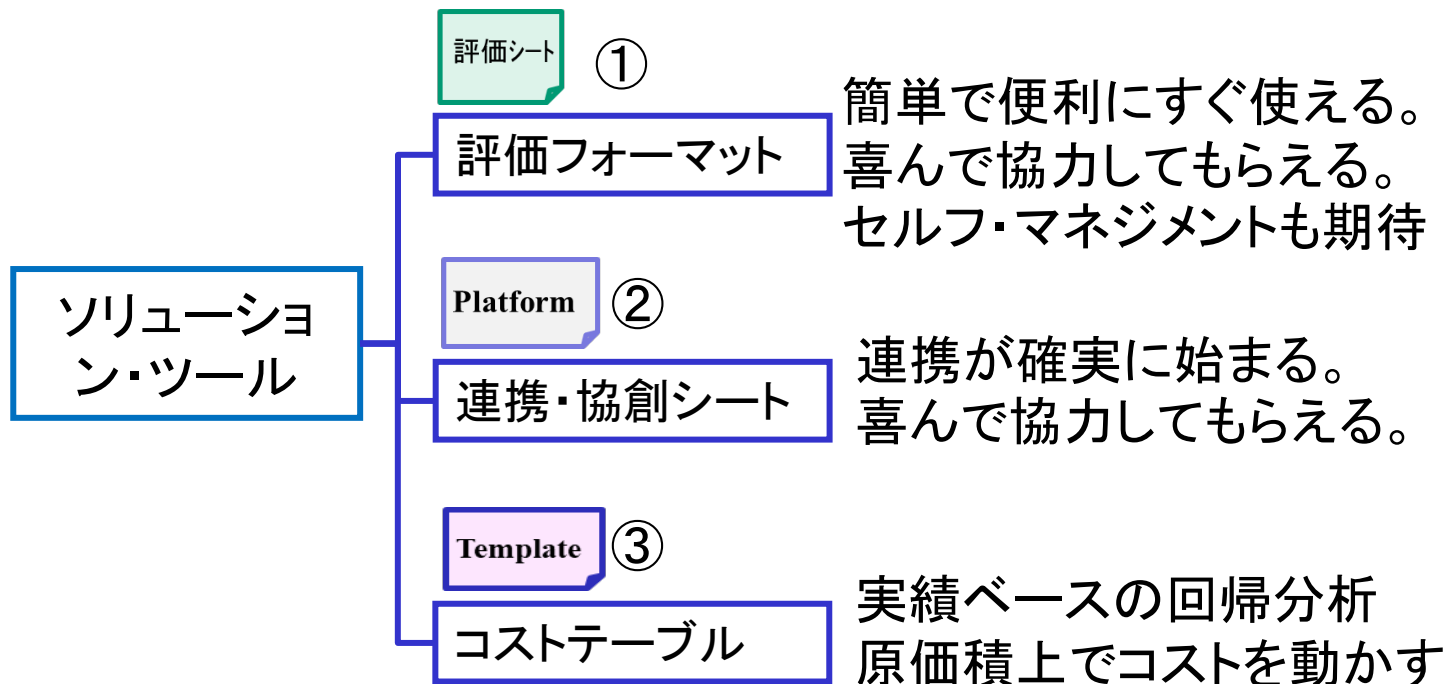 評価シート
①
評価フォーマット
簡単で便利にすぐ使える。
喜んで協力してもらえる。
セルフ・マネジメントも期待
ソリューショ
ン・ツール
Platform
②
連携・協創シート
連携が確実に始まる。
喜んで協力してもらえる。
Template
③
コストテーブル
実績ベースの回帰分析
原価積上でコストを動かす